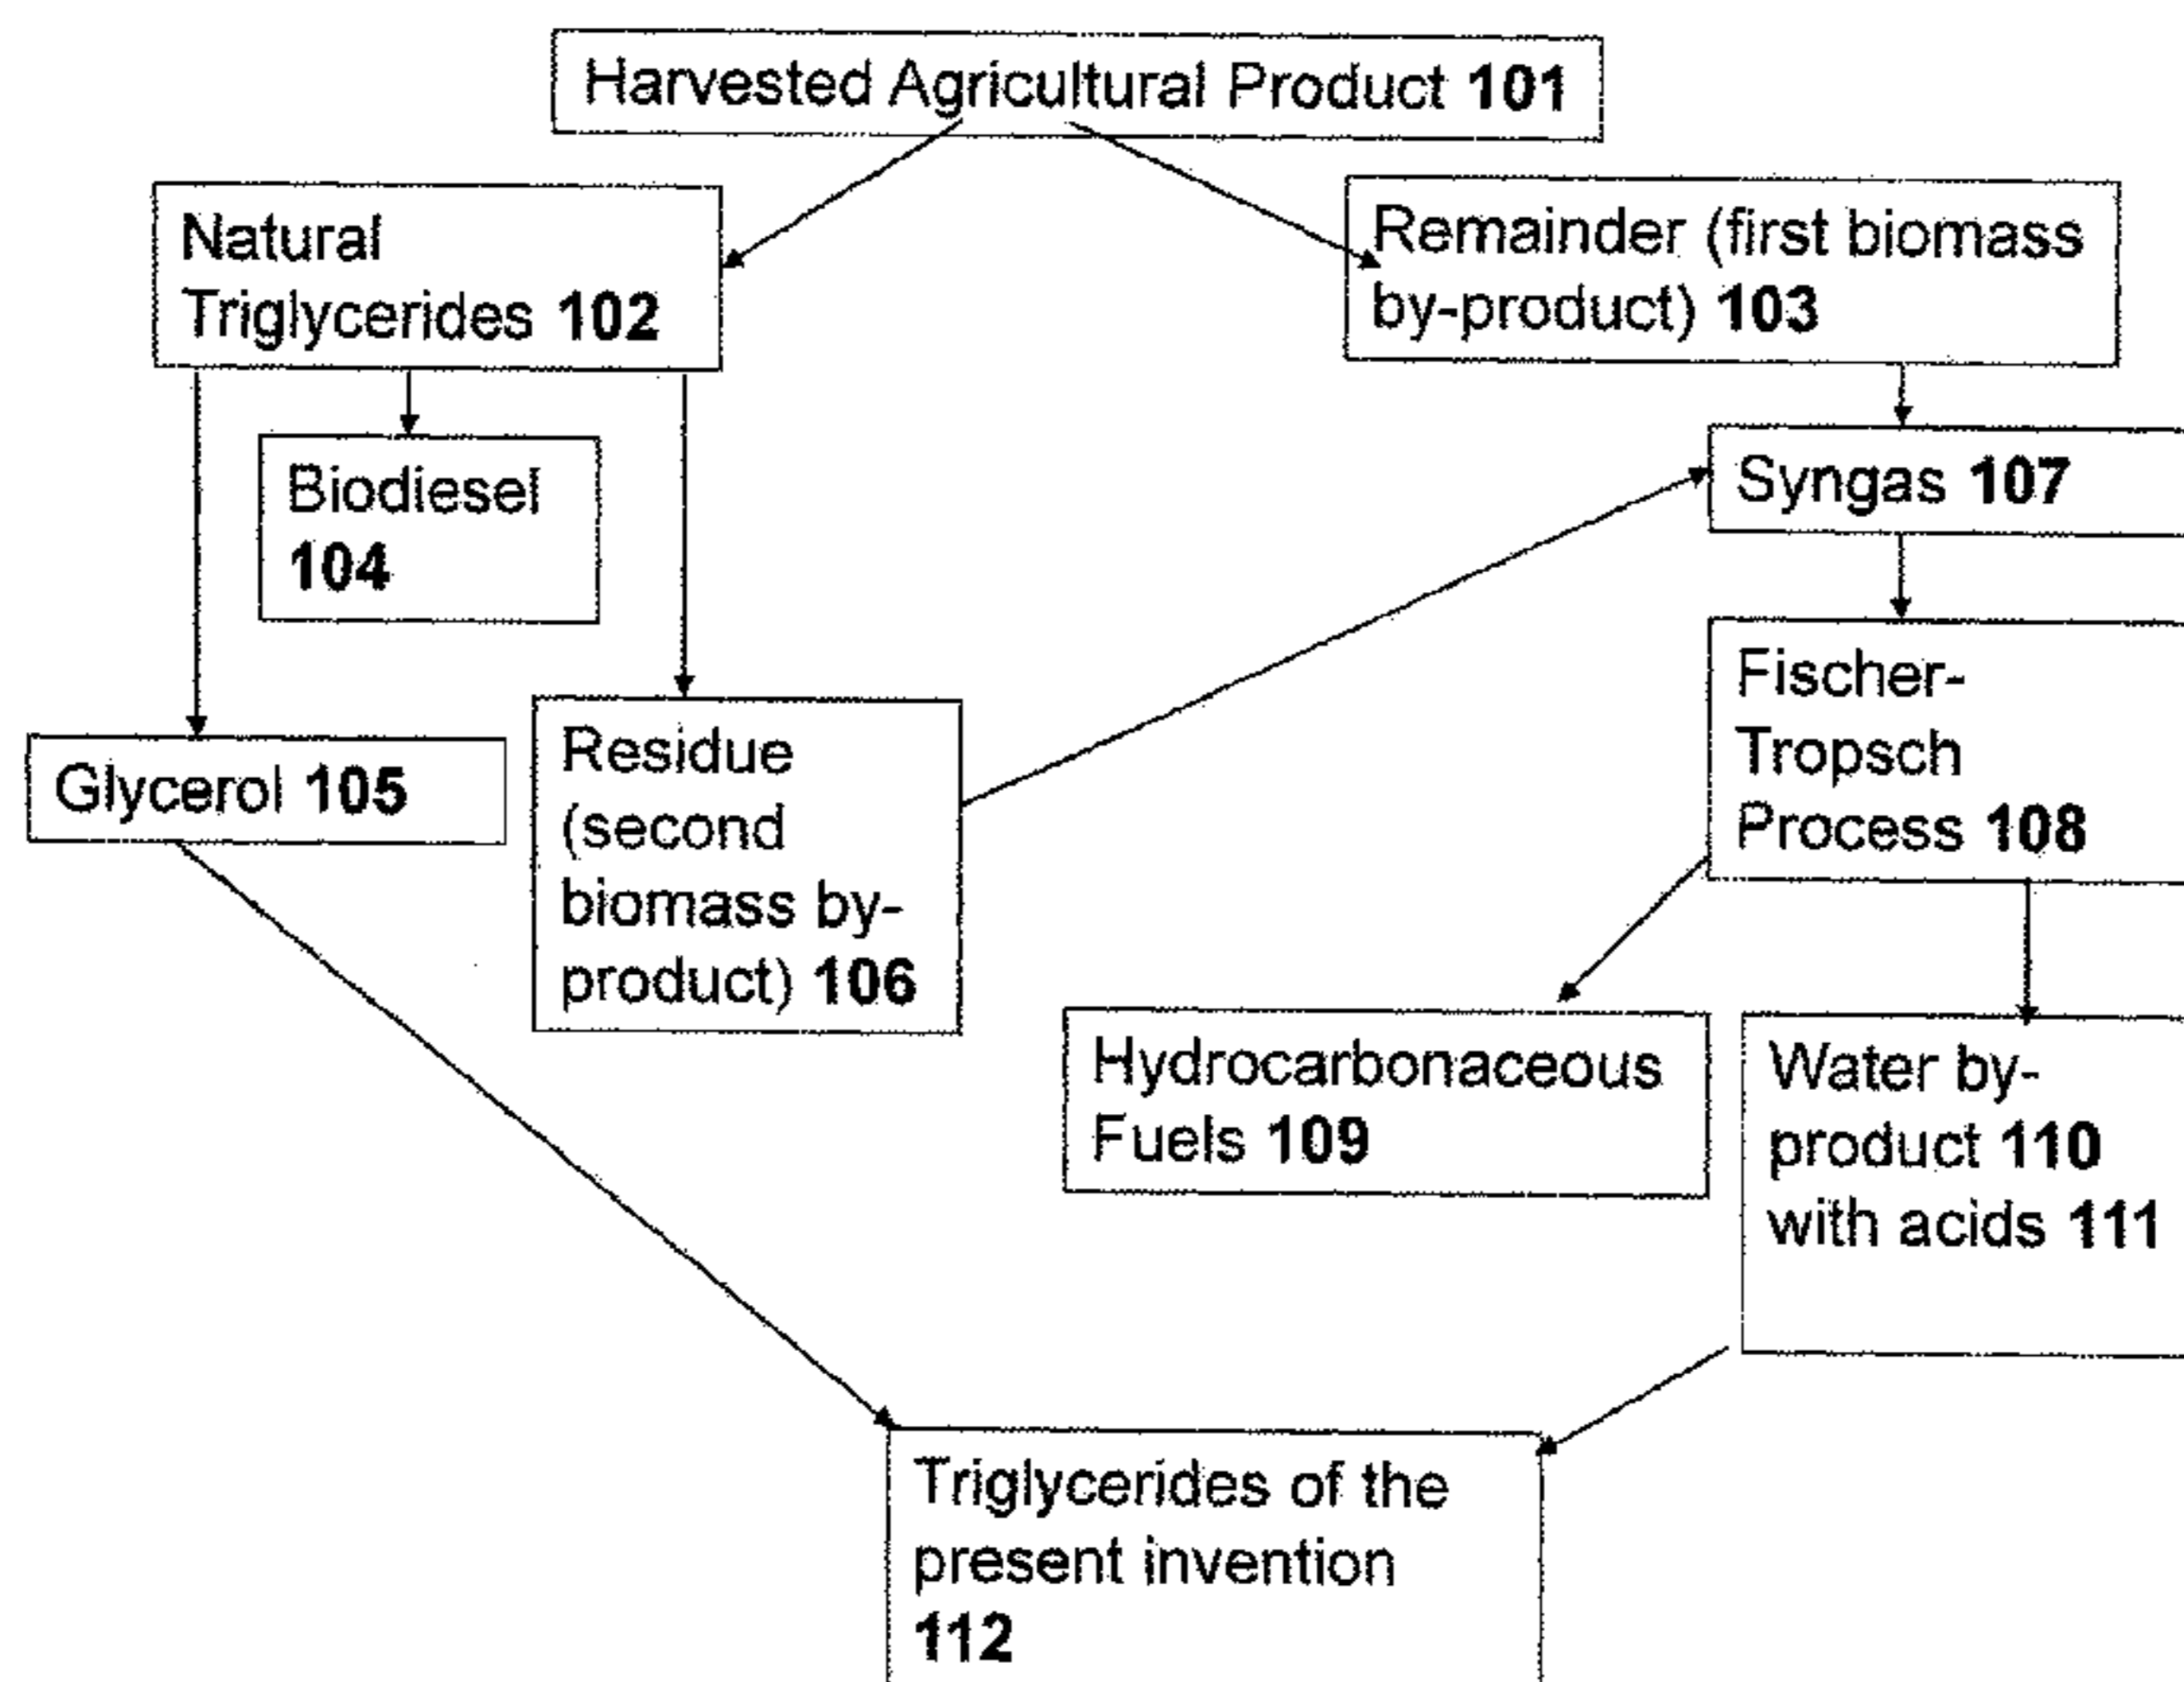 Harvested Agricultural Product 101
Natural
Triglycerides 102
Remainder (first biomass
by-product) 103
Biodiesel
104
Syngas 107
Glycerol 105
Residue
(second
biomass by-
product) 106
Fischer-
Tropsch
Process 108
Hydrocarbonaceous
Fuels 109
Water by-
product 110
with acids 111
Triglycerides of the
present invention
112